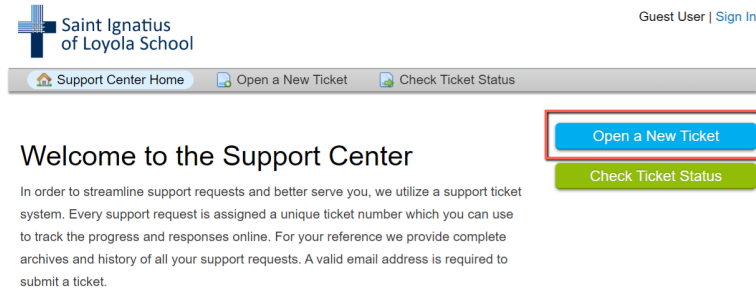 Saint Ignatius
of Loyola School
Guest User | Sign In
Support Center Home Open a New Ticket Check Ticket Status
Open a New Ticket
Welcome to the Support Center
Check Ticket Status
In order to streamline support requests and better serve you, we utilize a support ticket
system. Every support request is assigned a unique ticket number which you can use
to track the progress and responses online. For your reference we provide complete
archives and history of all your support requests. A valid email address is required to
submit a ticket.